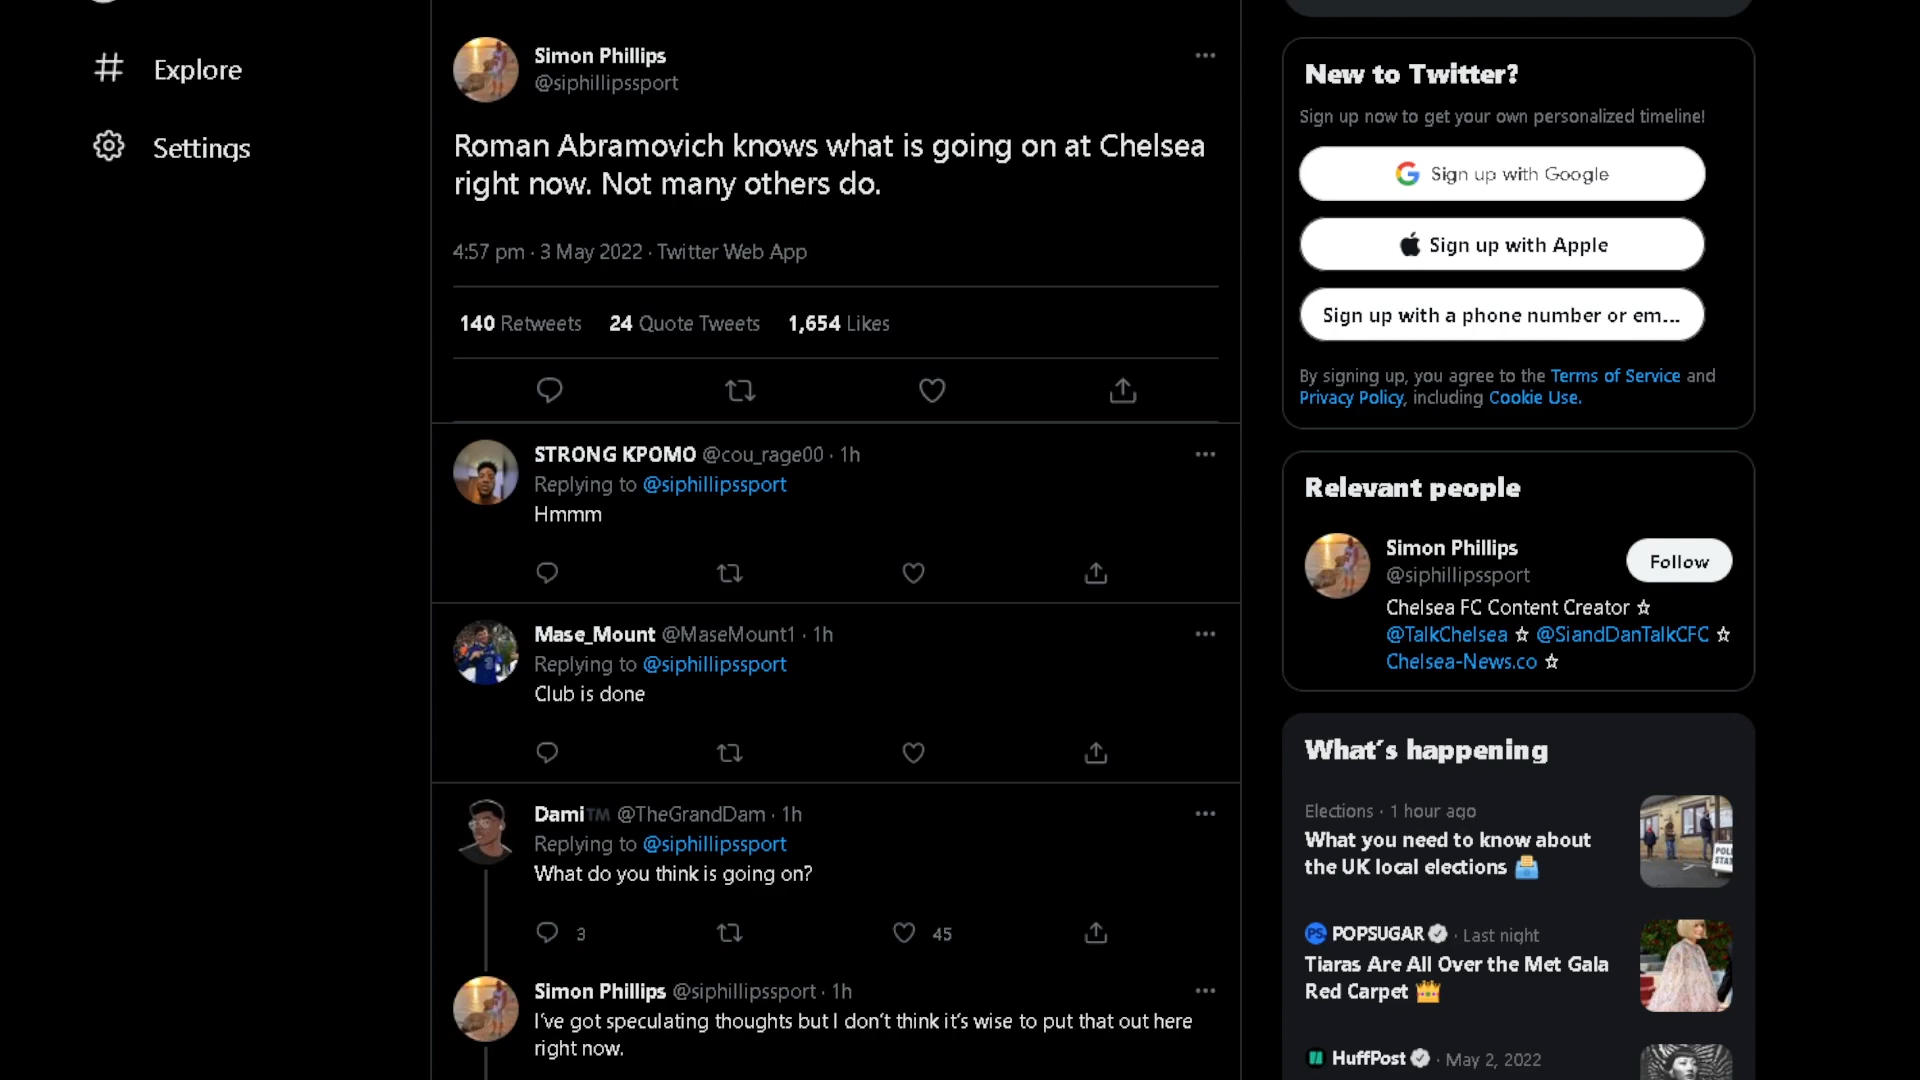 Explore
Settings
Simon Phillips
@siphillipssport
Roman Abramovich knows what is going on at Chelsea
right now. Not many others do.
4:57 pm · 3 May 2022 · Twitter Web App
140 Retweets 24 Quote Tweets 1,654 Likes
STRONG KPOMO @cou_rage00 · 1h
Replying to @siphillipssport
Hmmm
Mase_Mount @MaseMount1 · 1h
Replying to @siphillipssport
Club is done
Dami™ @TheGrandDam · 1h
Replying to @siphillipssport
What do you think is going on?
3 45
Simon Phillips @siphillipssport · 1h
I've got speculating thoughts but I don't think it's wise to put that out here
right now.
New to Twitter?
Sign up now to get your own personalized timeline!
Sign up with Google
Sign up with Apple
Sign up with a phone number or em...
By signing up, you agree to the Terms of Service and
Privacy Policy, including Cookie Use.
Relevant people
Simon Phillips
@siphillipssport
Follow
Chelsea FC Content Creator ☆
@TalkChelsea ☆ @SiandDanTalkCFC ☆
Chelsea-News.co ☆
What's happening
Elections · 1 hour ago
What you need to know about
the UK local elections 🗳️
POPSUGAR · Last night
Tiaras Are All Over the Met Gala
Red Carpet 👑
HuffPost · May 2, 2022